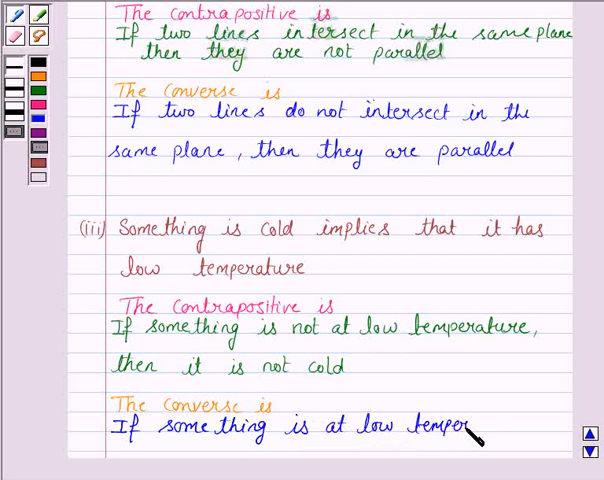 The contrapositive is
If two lines intersect in the same plane
then they are not parallel
The converse is
If two lines do not intersect in the
same plane, then they are parallel
(iii) Something is cold implies that it has
low temperature
The contrapositive is
If something is not at low temperature,
then it is not cold
The converse is
If something is at low temper